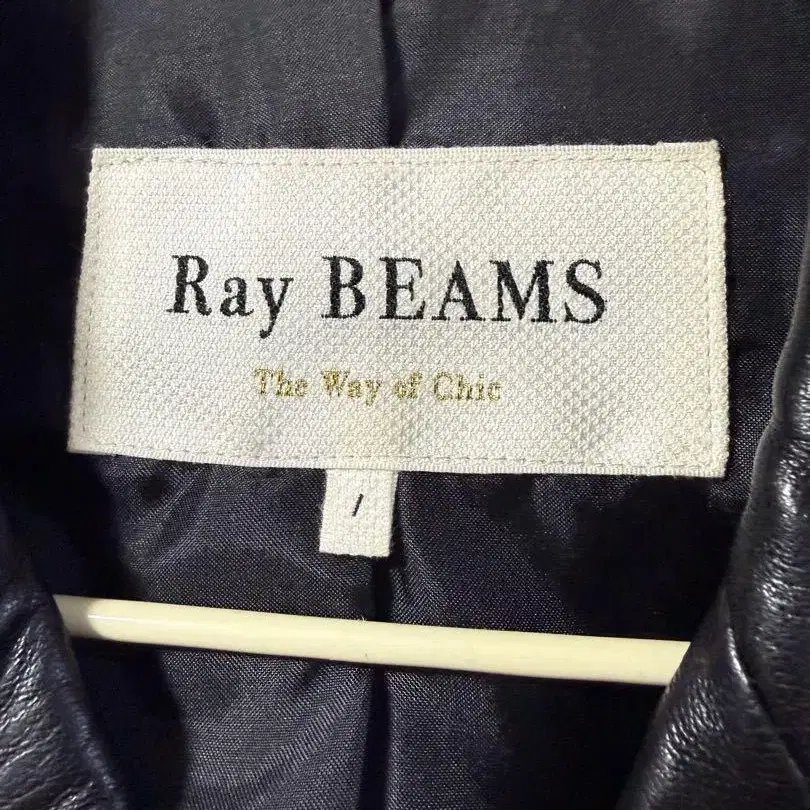 Ray BEAMS
The Way of Chic
1